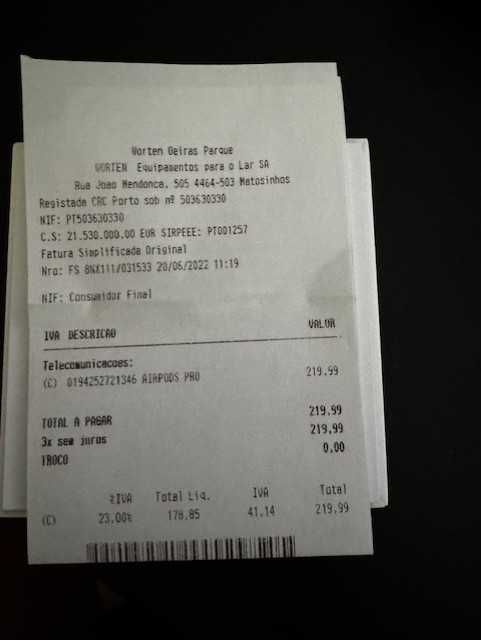 Worten Oeiras Parque
WORTEN Equipamentos para o Lar SA
Rua Joao Mendonca, 505 4464-503 Matosinhos
Registada CRC Porto sob nº 503630330
NIF: PT503630330
C.S: 21.530.000.00 EUR SIRPEEE: PT001257
Fatura Simplificada Original
Nro: FS 8NX111/031533 20/06/2022 11:19
NIF: Consumidor Final
IVA DESCRICAO VALOR
Telecomunicacoes:
(C) 0194252721346 AIRPODS PRO 219.99
TOTAL A PAGAR 219.99
3x sem juros 219.99
TROCO 0.00
%IVA Total Liq. IVA Total
(C) 23.00% 178.85 41.14 219.99